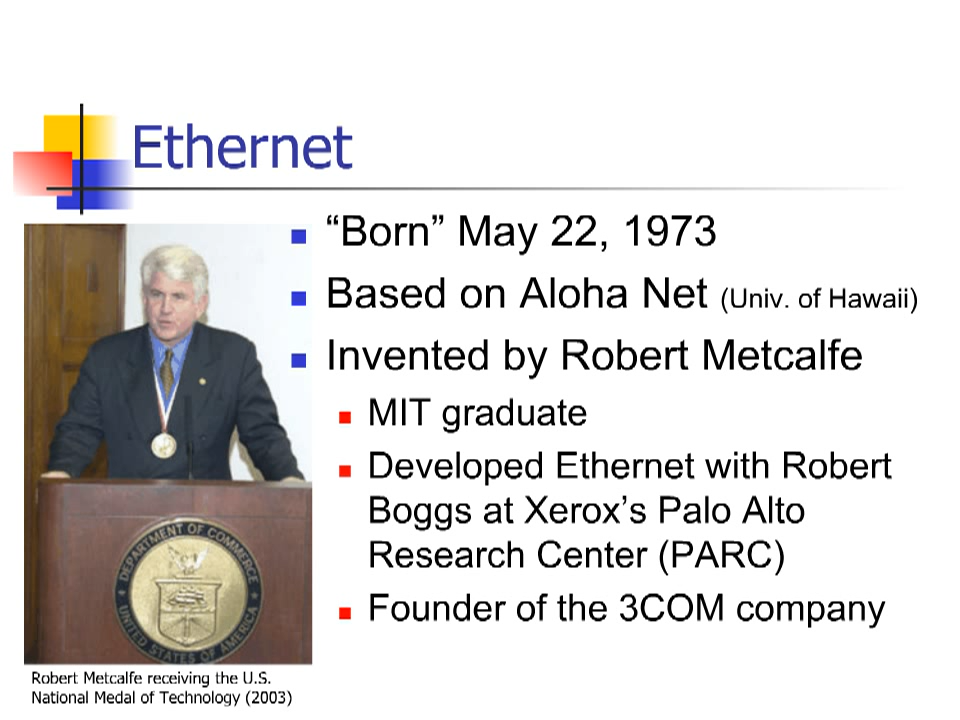 Ethernet
“Born” May 22, 1973
Based on Aloha Net (Univ. of Hawaii)
Invented by Robert Metcalfe
MIT graduate
Developed Ethernet with Robert
Boggs at Xerox’s Palo Alto
Research Center (PARC)
Founder of the 3COM company
DEPARTMENT OF COMMERCE
UNITED STATES OF AMERICA
Robert Metcalfe receiving the U.S.
National Medal of Technology (2003)